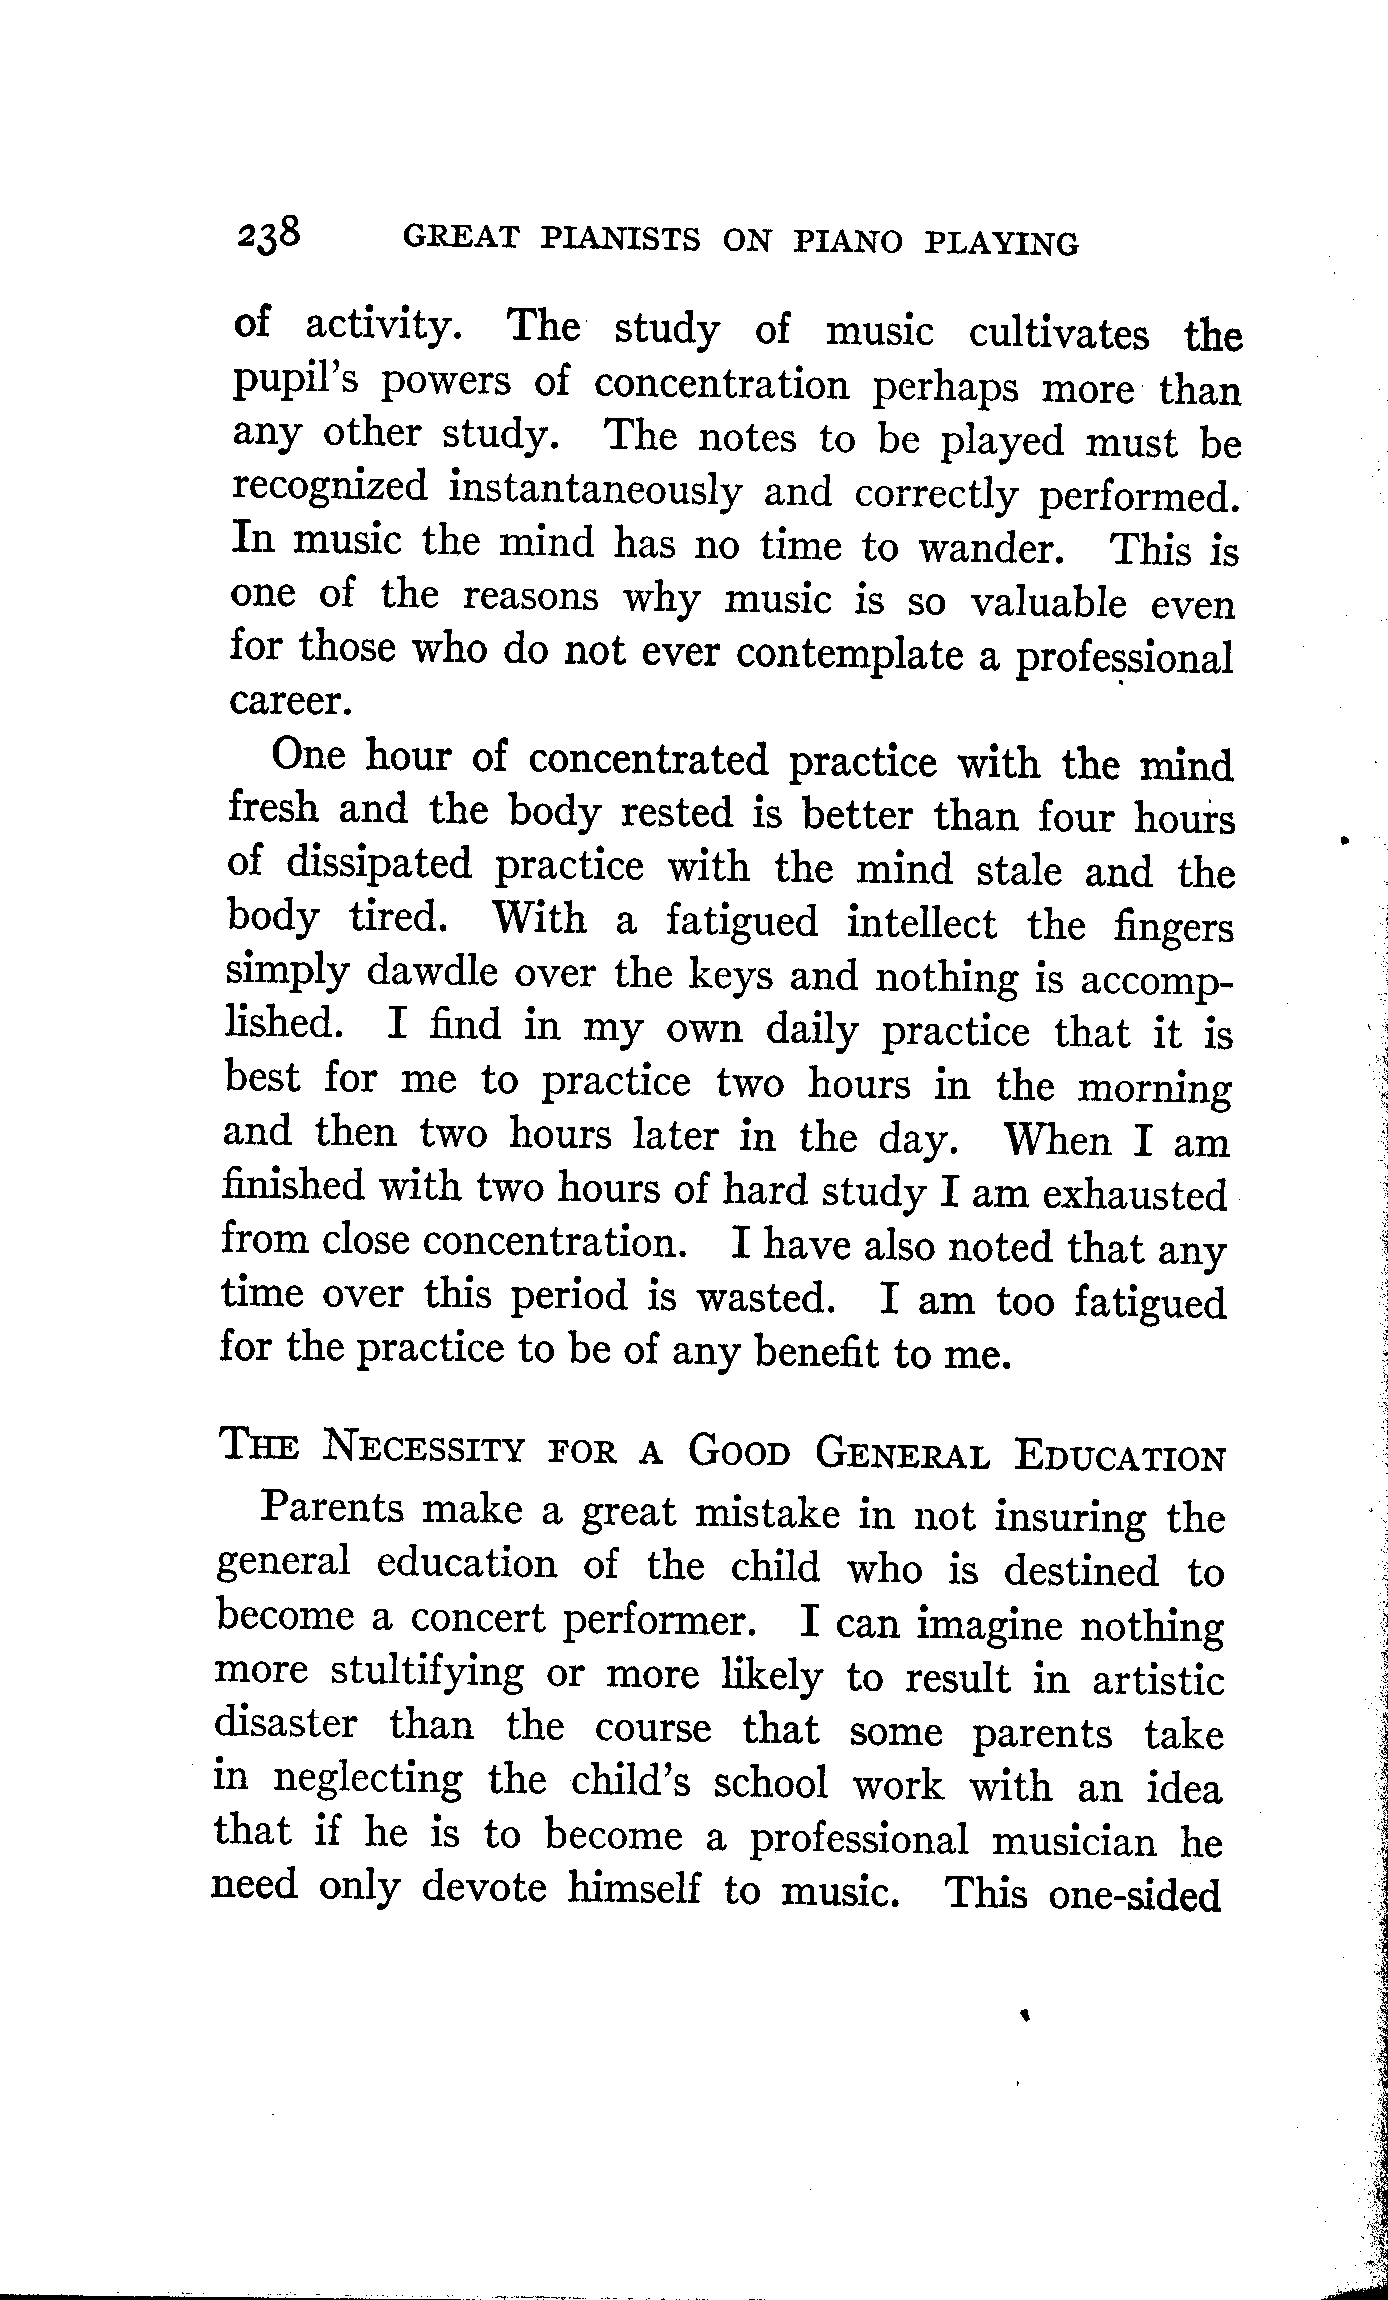 238 GREAT PIANISTS ON PIANO PLAYING
of activity. The study of music cultivates the
pupil's powers of concentration perhaps more than
any other study. The notes to be played must be
recognized instantaneously and correctly performed.
In music the mind has no time to wander. This is
one of the reasons why music is so valuable even
for those who do not ever contemplate a professional
career.
One hour of concentrated practice with the mind
fresh and the body rested is better than four hours
of dissipated practice with the mind stale and the
body tired. With a fatigued intellect the fingers
simply dawdle over the keys and nothing is accomp-
lished. I find in my own daily practice that it is
best for me to practice two hours in the morning
and then two hours later in the day. When I am
finished with two hours of hard study I am exhausted
from close concentration. I have also noted that any
time over this period is wasted. I am too fatigued
for the practice to be of any benefit to me.
THE NECESSITY FOR A GOOD GENERAL EDUCATION
Parents make a great mistake in not insuring the
general education of the child who is destined to
become a concert performer. I can imagine nothing
more stultifying or more likely to result in artistic
disaster than the course that some parents take
in neglecting the child's school work with an idea
that if he is to become a professional musician he
need only devote himself to music. This one-sided